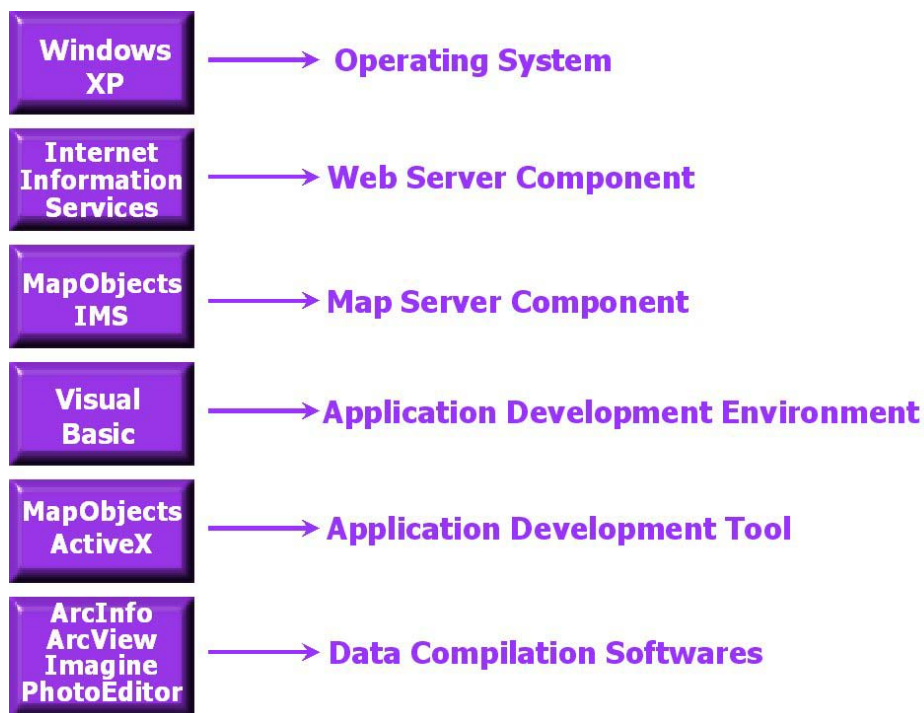 Windows
XP
Operating System
Internet
Information
Services
Web Server Component
MapObjects
IMS
Map Server Component
Visual
Basic
Application Development Environment
MapObjects
ActiveX
Application Development Tool
ArcInfo
ArcView
Imagine
PhotoEditor
Data Compilation Softwares